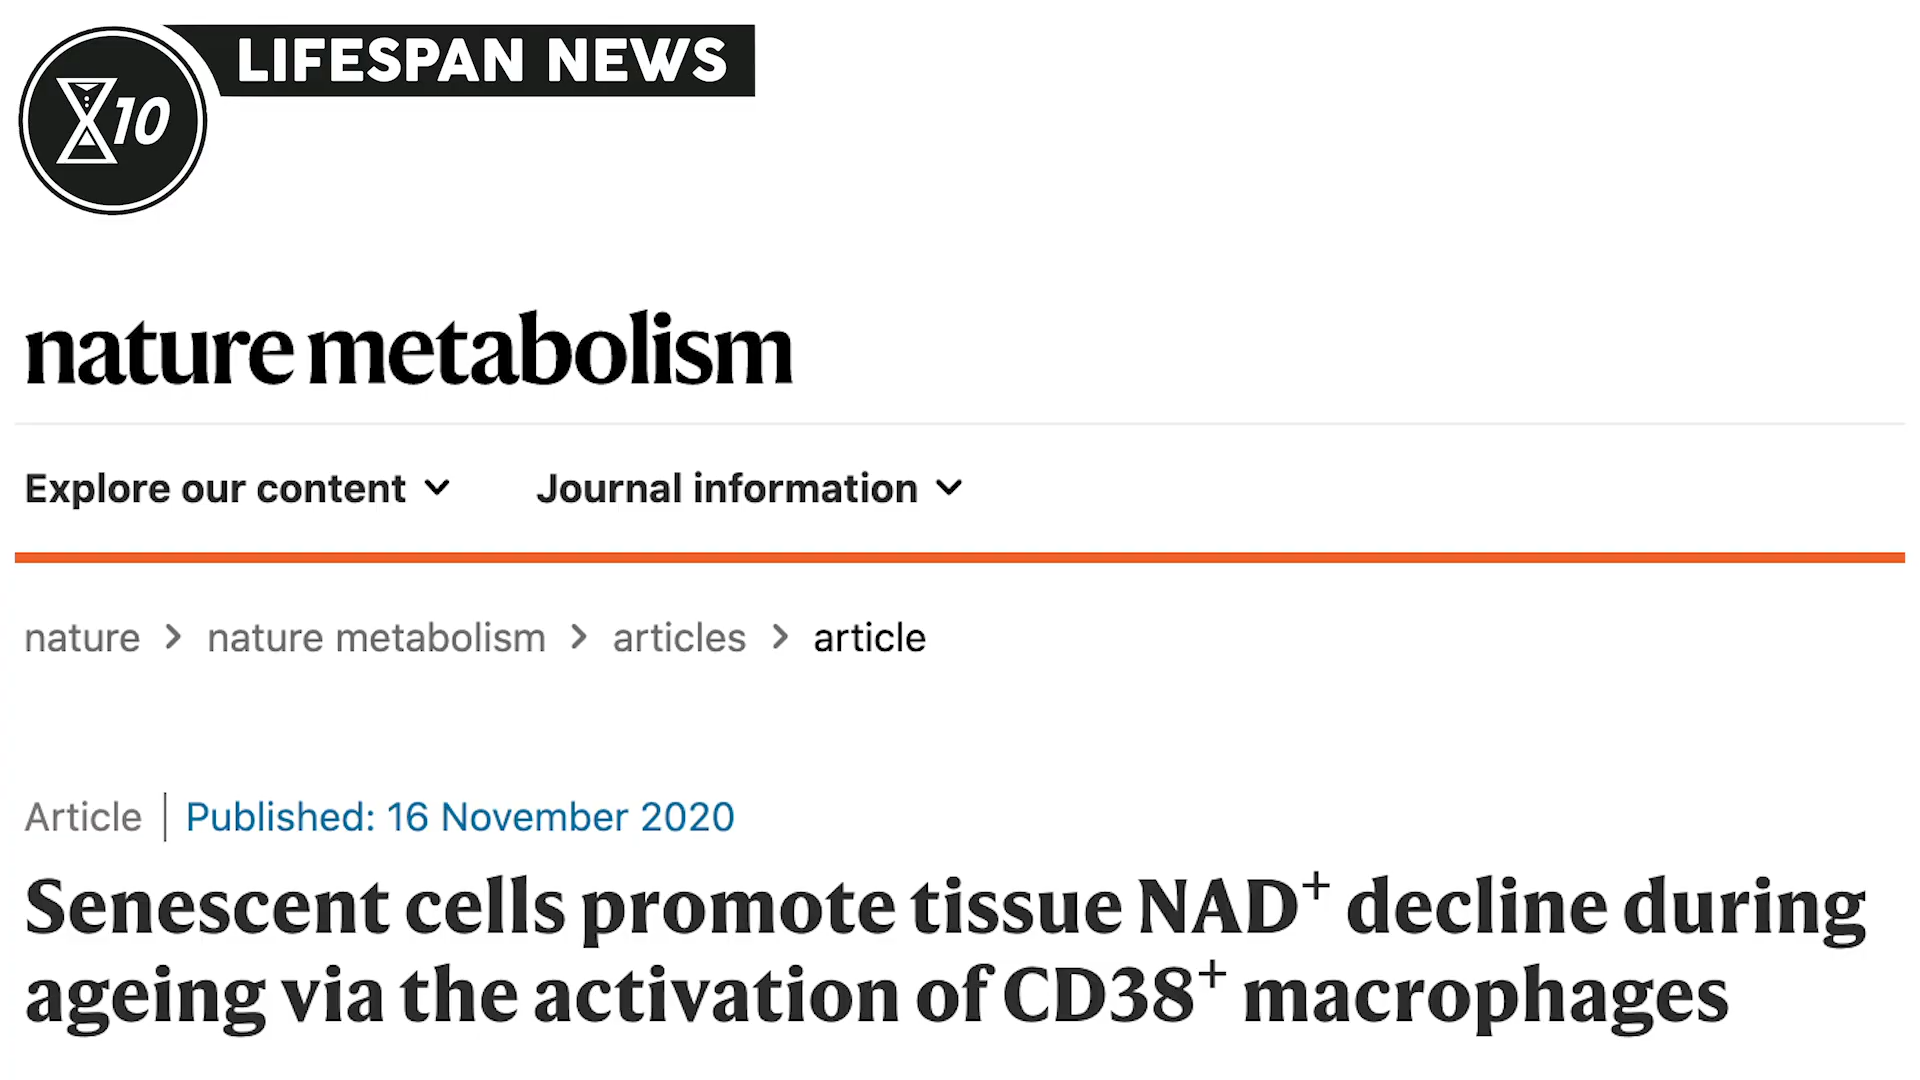 LIFESPAN NEWS
X10
nature metabolism
Explore our content Journal information
nature > nature metabolism > articles > article
Article | Published: 16 November 2020
Senescent cells promote tissue NAD⁺ decline during
ageing via the activation of CD38⁺ macrophages